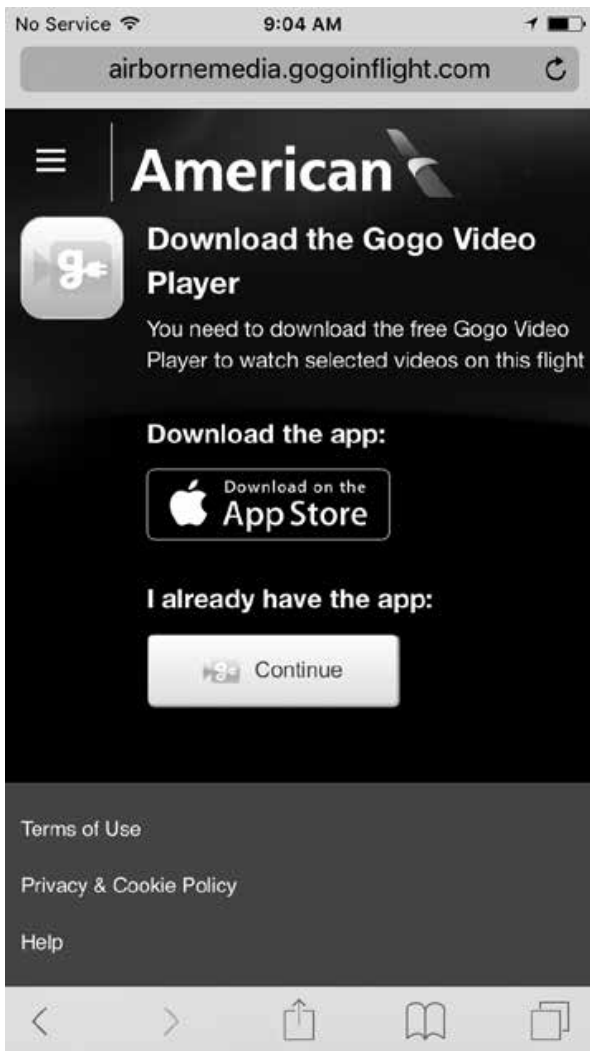 No Service 9:04 AM
airbornemedia.gogoinflight.com
American
g
Download the Gogo Video
Player
You need to download the free Gogo Video
Player to watch selected videos on this flight
Download the app:
Download on the
App Store
I already have the app:
g Continue
Terms of Use
Privacy & Cookie Policy
Help